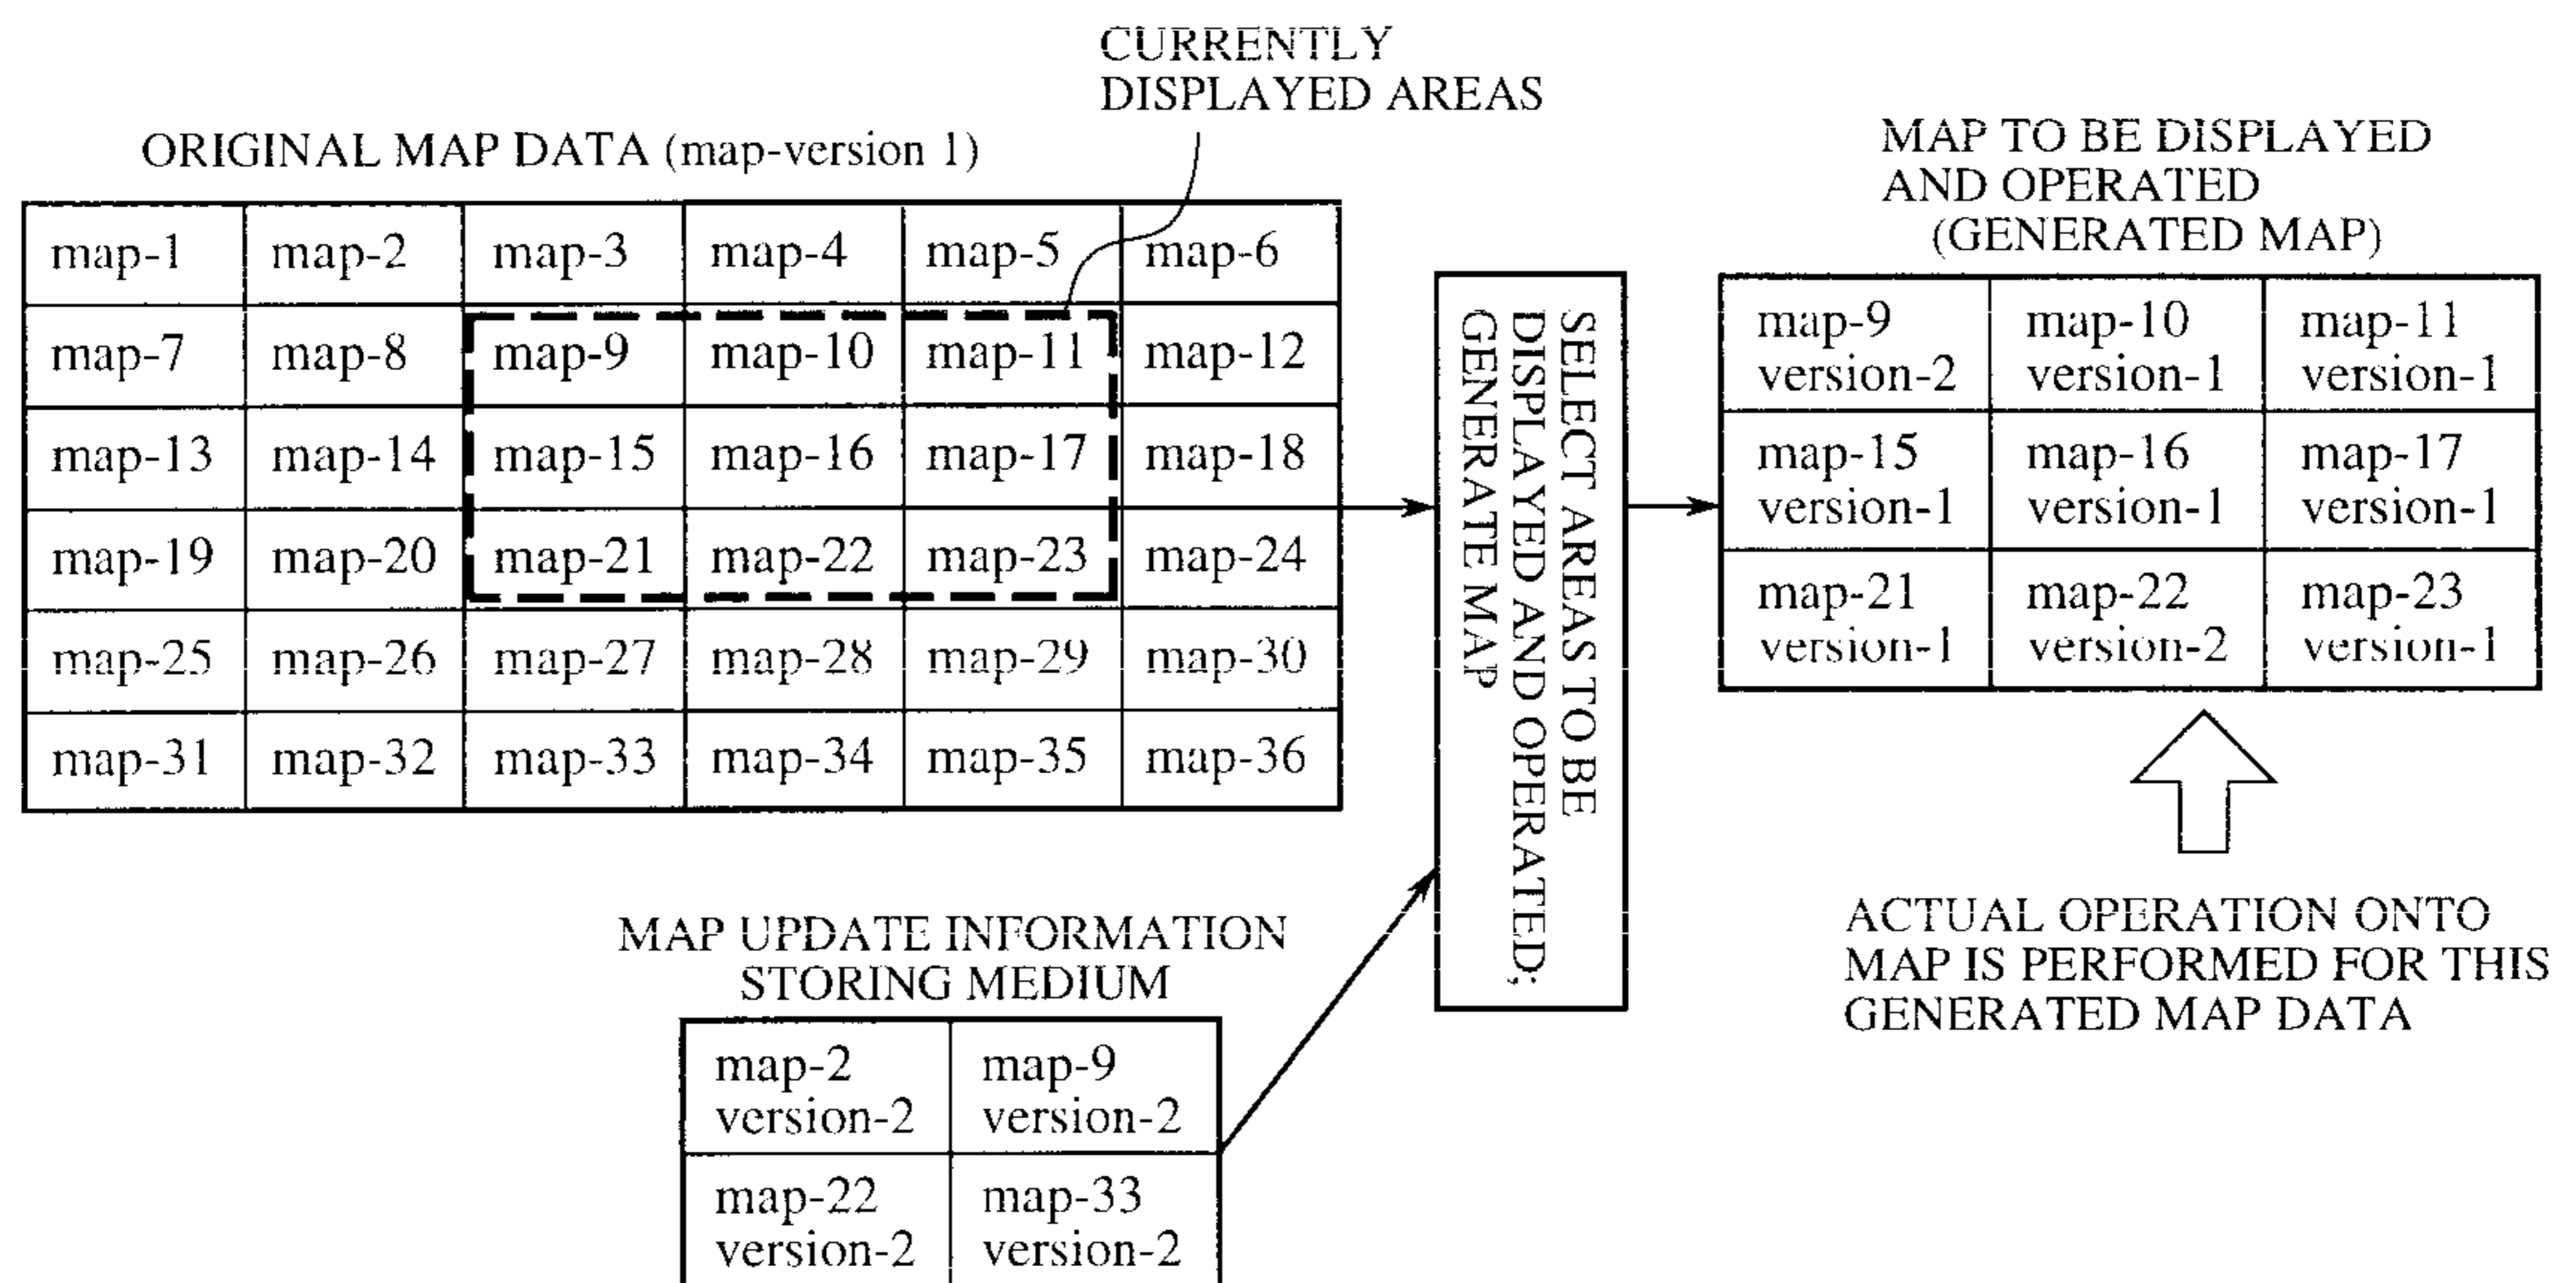 CURRENTLY
DISPLAYED AREAS
ORIGINAL MAP DATA (map-version 1)
map-1 map-2 map-3 map-4 map-5 map-6
map-7 map-8 map-9 map-10 map-11 map-12
map-13 map-14 map-15 map-16 map-17 map-18
map-19 map-20 map-21 map-22 map-23 map-24
map-25 map-26 map-27 map-28 map-29 map-30
map-31 map-32 map-33 map-34 map-35 map-36
MAP UPDATE INFORMATION
STORING MEDIUM
map-2 map-9
version-2 version-2
map-22 map-33
version-2 version-2
SELECT AREAS TO BE
DISPLAYED AND OPERATED;
GENERATE MAP
MAP TO BE DISPLAYED
AND OPERATED
(GENERATED MAP)
map-9 map-10 map-11
version-2 version-1 version-1
map-15 map-16 map-17
version-1 version-1 version-1
map-21 map-22 map-23
version-1 version-2 version-1
ACTUAL OPERATION ONTO
MAP IS PERFORMED FOR THIS
GENERATED MAP DATA